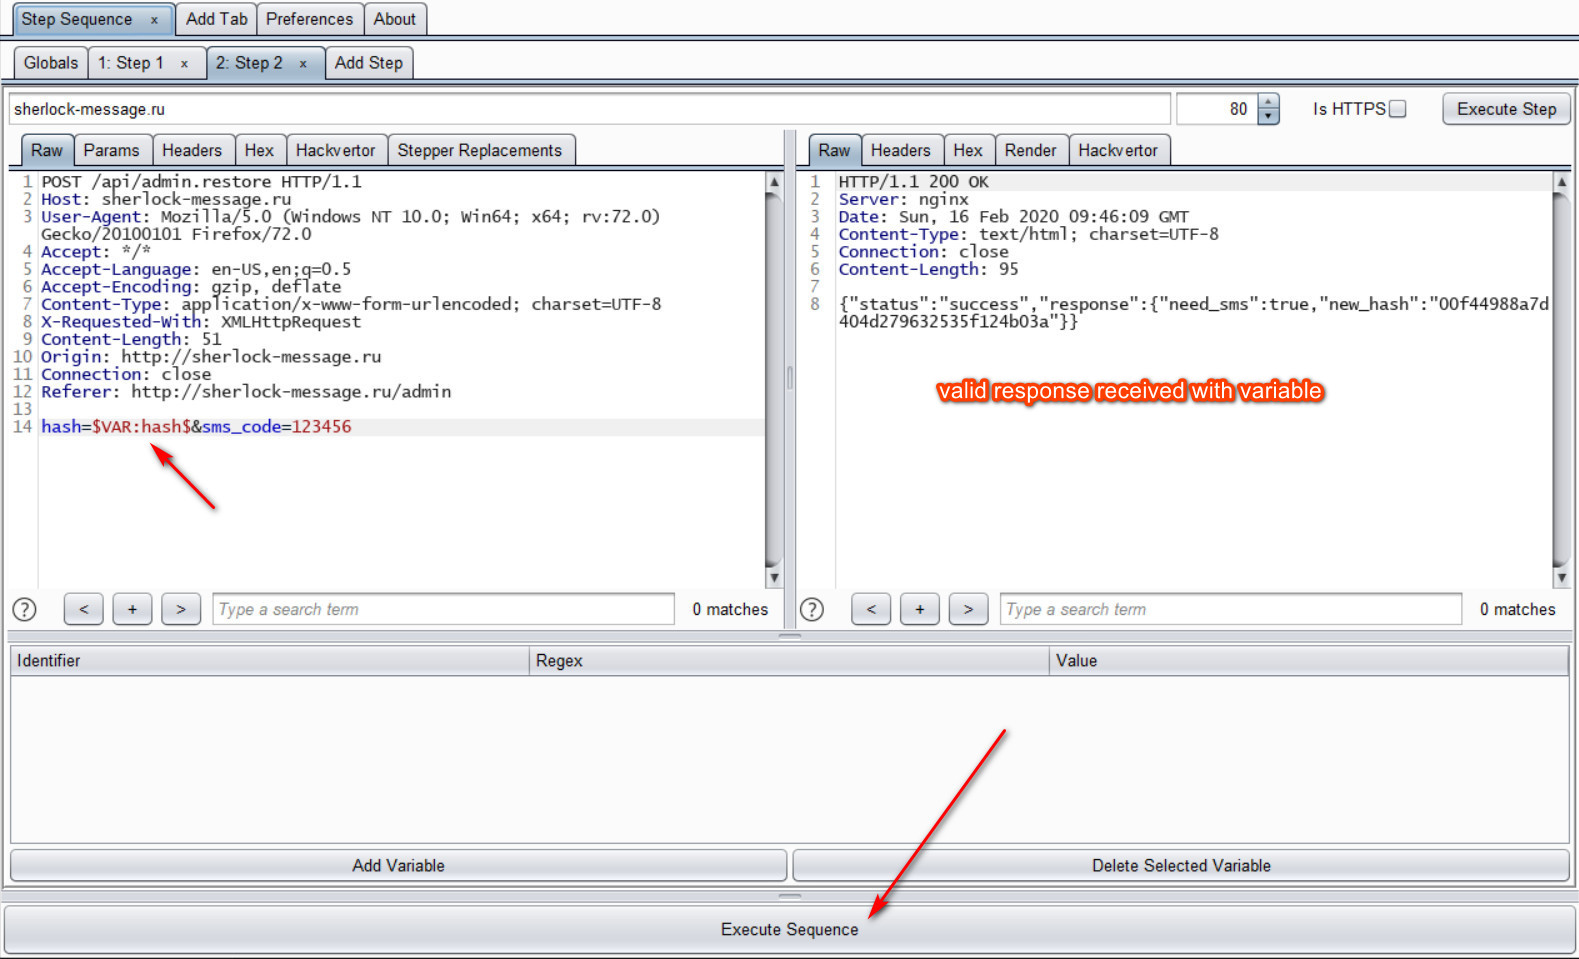 Step Sequence x Add Tab Preferences About
Globals 1: Step 1 x 2: Step 2 x Add Step
sherlock-message.ru 80 Is HTTPS Execute Step
Raw Params Headers Hex Hackvertor Stepper Replacements
1 POST /api/admin.restore HTTP/1.1
2 Host: sherlock-message.ru
3 User-Agent: Mozilla/5.0 (Windows NT 10.0; Win64; x64; rv:72.0)
Gecko/20100101 Firefox/72.0
4 Accept: */*
5 Accept-Language: en-US,en;q=0.5
6 Accept-Encoding: gzip, deflate
7 Content-Type: application/x-www-form-urlencoded; charset=UTF-8
8 X-Requested-With: XMLHttpRequest
9 Content-Length: 51
10 Origin: http://sherlock-message.ru
11 Connection: close
12 Referer: http://sherlock-message.ru/admin
13
14 hash=$VAR:hash$&sms_code=123456
? < + > Type a search term 0 matches
Raw Headers Hex Render Hackvertor
1 HTTP/1.1 200 OK
2 Server: nginx
3 Date: Sun, 16 Feb 2020 09:46:09 GMT
4 Content-Type: text/html; charset=UTF-8
5 Connection: close
6 Content-Length: 95
7
8 {"status":"success","response":{"need_sms":true,"new_hash":"00f44988a7d
404d279632535f124b03a"}}
valid response received with variable
? < + > Type a search term 0 matches
Identifier Regex Value
Add Variable Delete Selected Variable
Execute Sequence